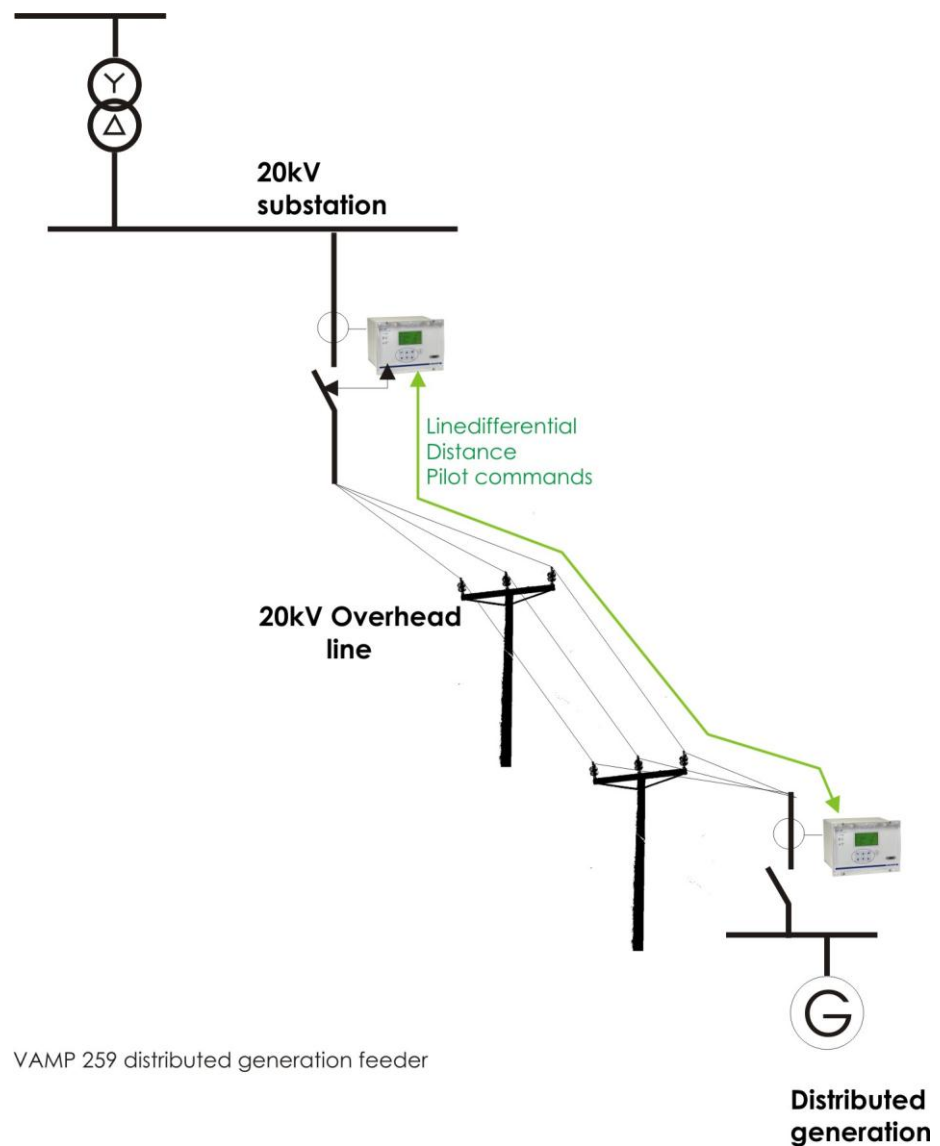 20kV
substation
Linedifferential
Distance
Pilot commands
20kV Overhead
line
G
VAMP 259 distributed generation feeder
Distributed
generation